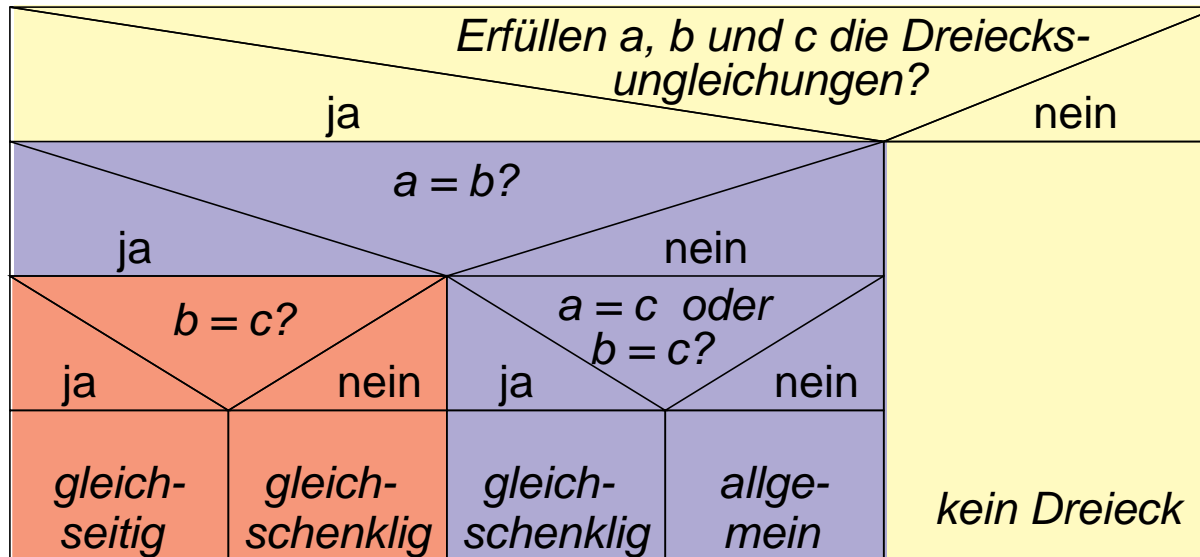 Erfüllen a, b und c die Dreiecks-
ungleichungen?
ja
nein
a = b?
ja
nein
b = c?
a = c oder
b = c?
ja
nein
ja
nein
gleich-
seitig
gleich-
schenklig
gleich-
schenklig
allge-
mein
kein Dreieck